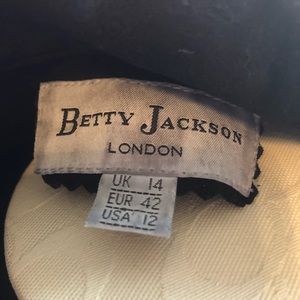 BETTY JACKSON
LONDON
UK 14
EUR 42
USA 12